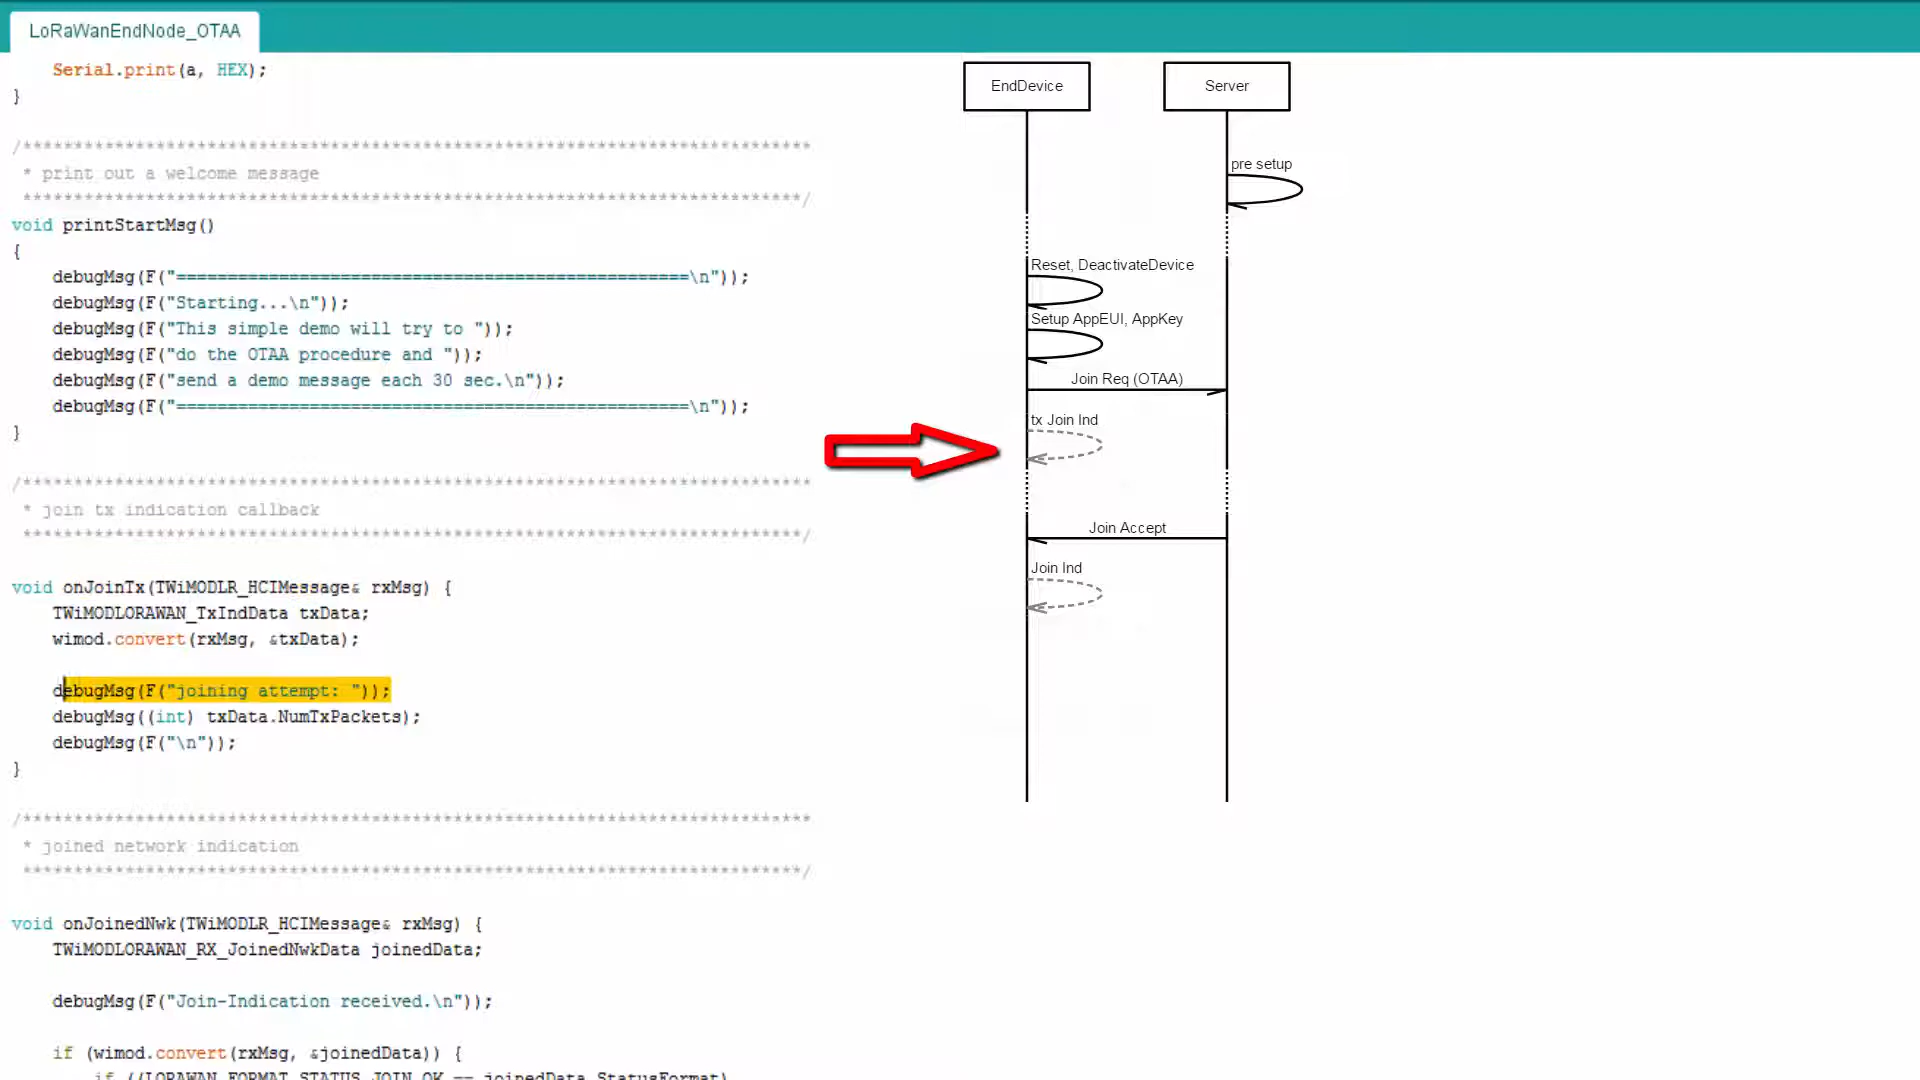 LoRaWanEndNode_OTAA
Serial.print(a, HEX);
}
/*****************************************************************************
* print out a welcome message
****************************************************************************/
void printStartMsg()
{
debugMsg(F("==================================================\n"));
debugMsg(F("Starting...\n"));
debugMsg(F("This simple demo will try to "));
debugMsg(F("do the OTAA procedure and "));
debugMsg(F("send a demo message each 30 sec.\n"));
debugMsg(F("==================================================\n"));
}
/*****************************************************************************
* join tx indication callback
****************************************************************************/
void onJoinTx(TWiMODLR_HCIMessage& rxMsg) {
TWiMODLORAWAN_TxIndData txData;
wimod.convert(rxMsg, &txData);
debugMsg(F("joining attempt: "));
debugMsg((int) txData.NumTxPackets);
debugMsg(F("\n"));
}
/*****************************************************************************
* joined network indication
****************************************************************************/
void onJoinedNwk(TWiMODLR_HCIMessage& rxMsg) {
TWiMODLORAWAN_RX_JoinedNwkData joinedData;
debugMsg(F("Join-Indication received.\n"));
if (wimod.convert(rxMsg, &joinedData)) {
if ((LORAWAN_FORMAT_STATUS_JOIN_OK == joinedData.StatusFormat)
EndDevice
Server
pre setup
Reset, DeactivateDevice
Setup AppEUI, AppKey
Join Req (OTAA)
tx Join Ind
Join Accept
Join Ind